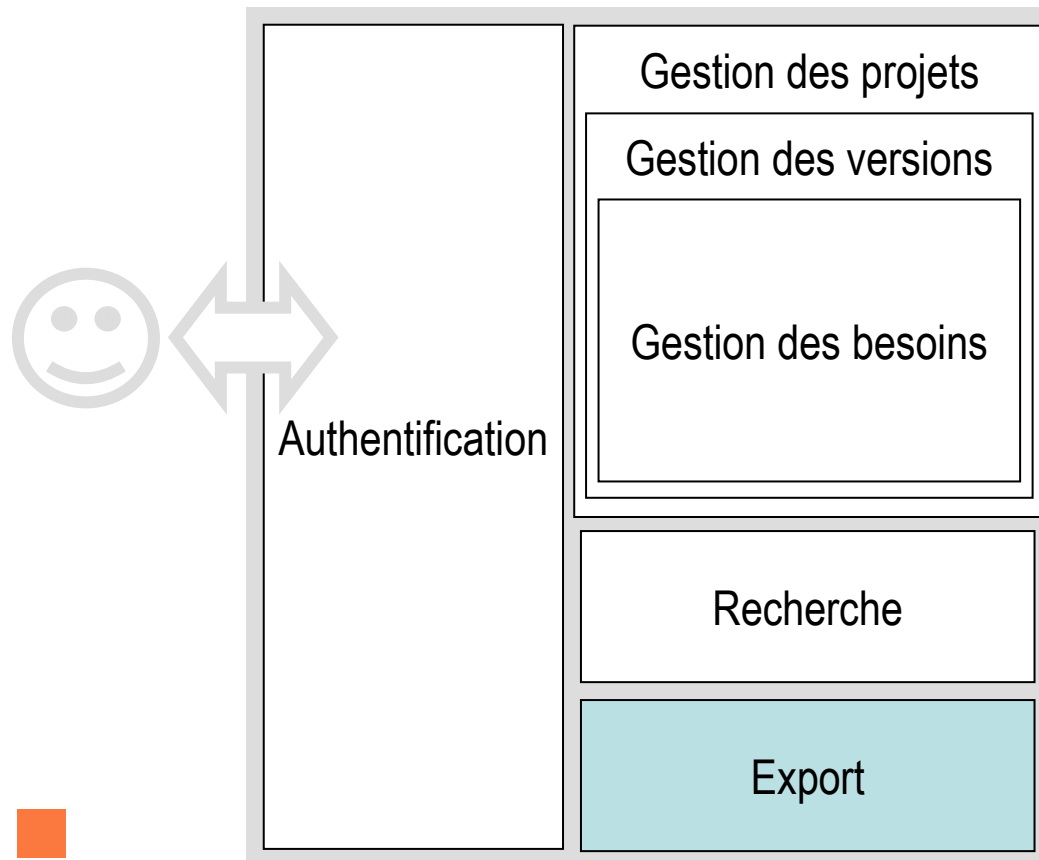 Gestion des projets
Gestion des versions
Gestion des besoins
Authentification
Recherche
Export